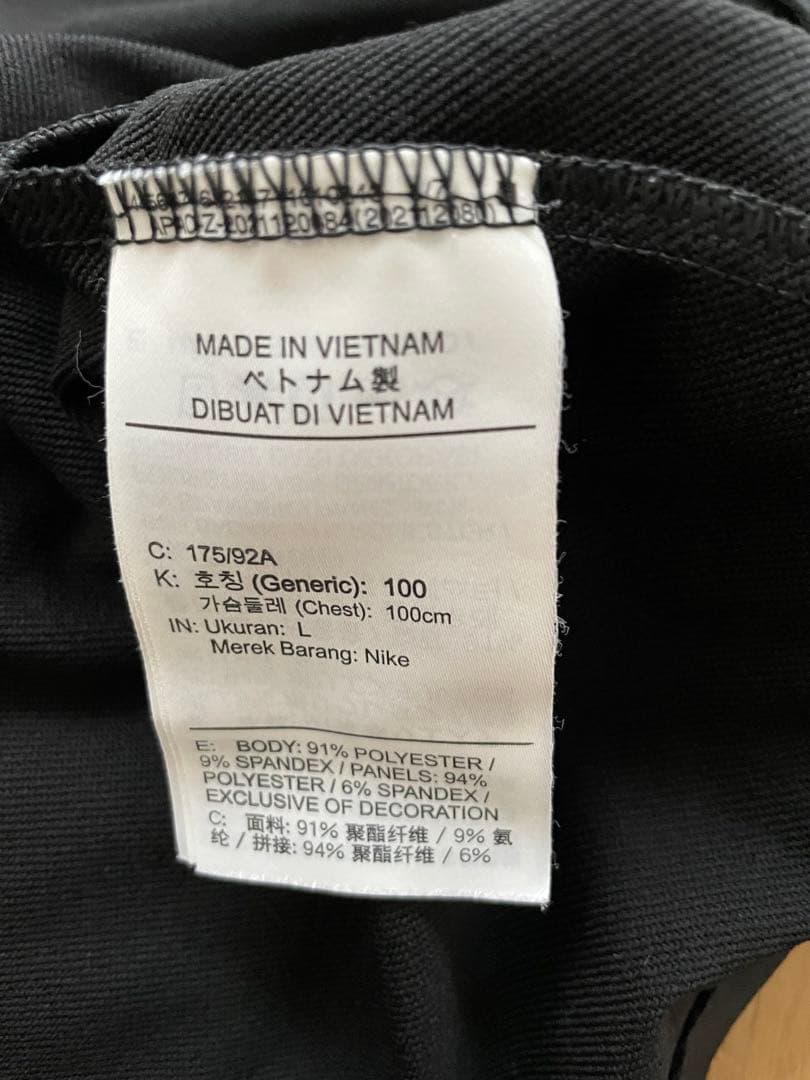 MADE IN VIETNAM
ベトナム製
DIBUAT DI VIETNAM
C: 175/92A
K: 호칭 (Generic): 100
가슴둘레 (Chest): 100cm
IN: Ukuran: L
Merek Barang: Nike
E: BODY: 91% POLYESTER /
9% SPANDEX / PANELS: 94%
POLYESTER / 6% SPANDEX /
EXCLUSIVE OF DECORATION
C: 面料: 91% 聚酯纤维 / 9% 氨
纶 / 拼接: 94% 聚酯纤维 / 6%